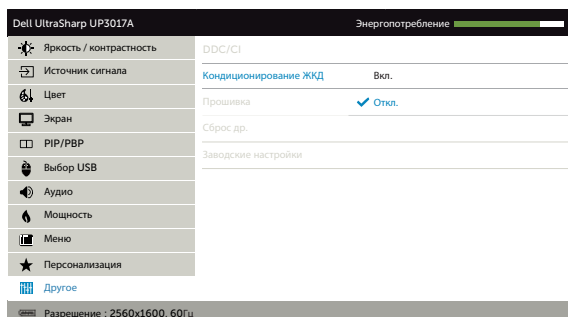 Dell UltraSharp UP3017A
Энергопотребление
Яркость / контрастность
DDC/CI
Источник сигнала
Кондиционирование ЖКД
Вкл.
Цвет
Прошивка
Откл.
Экран
Сброс др.
PIP/PBP
Заводские настройки
Выбор USB
Аудио
Мощность
Меню
Персонализация
Другое
Разрешение : 2560x1600, 60Гц